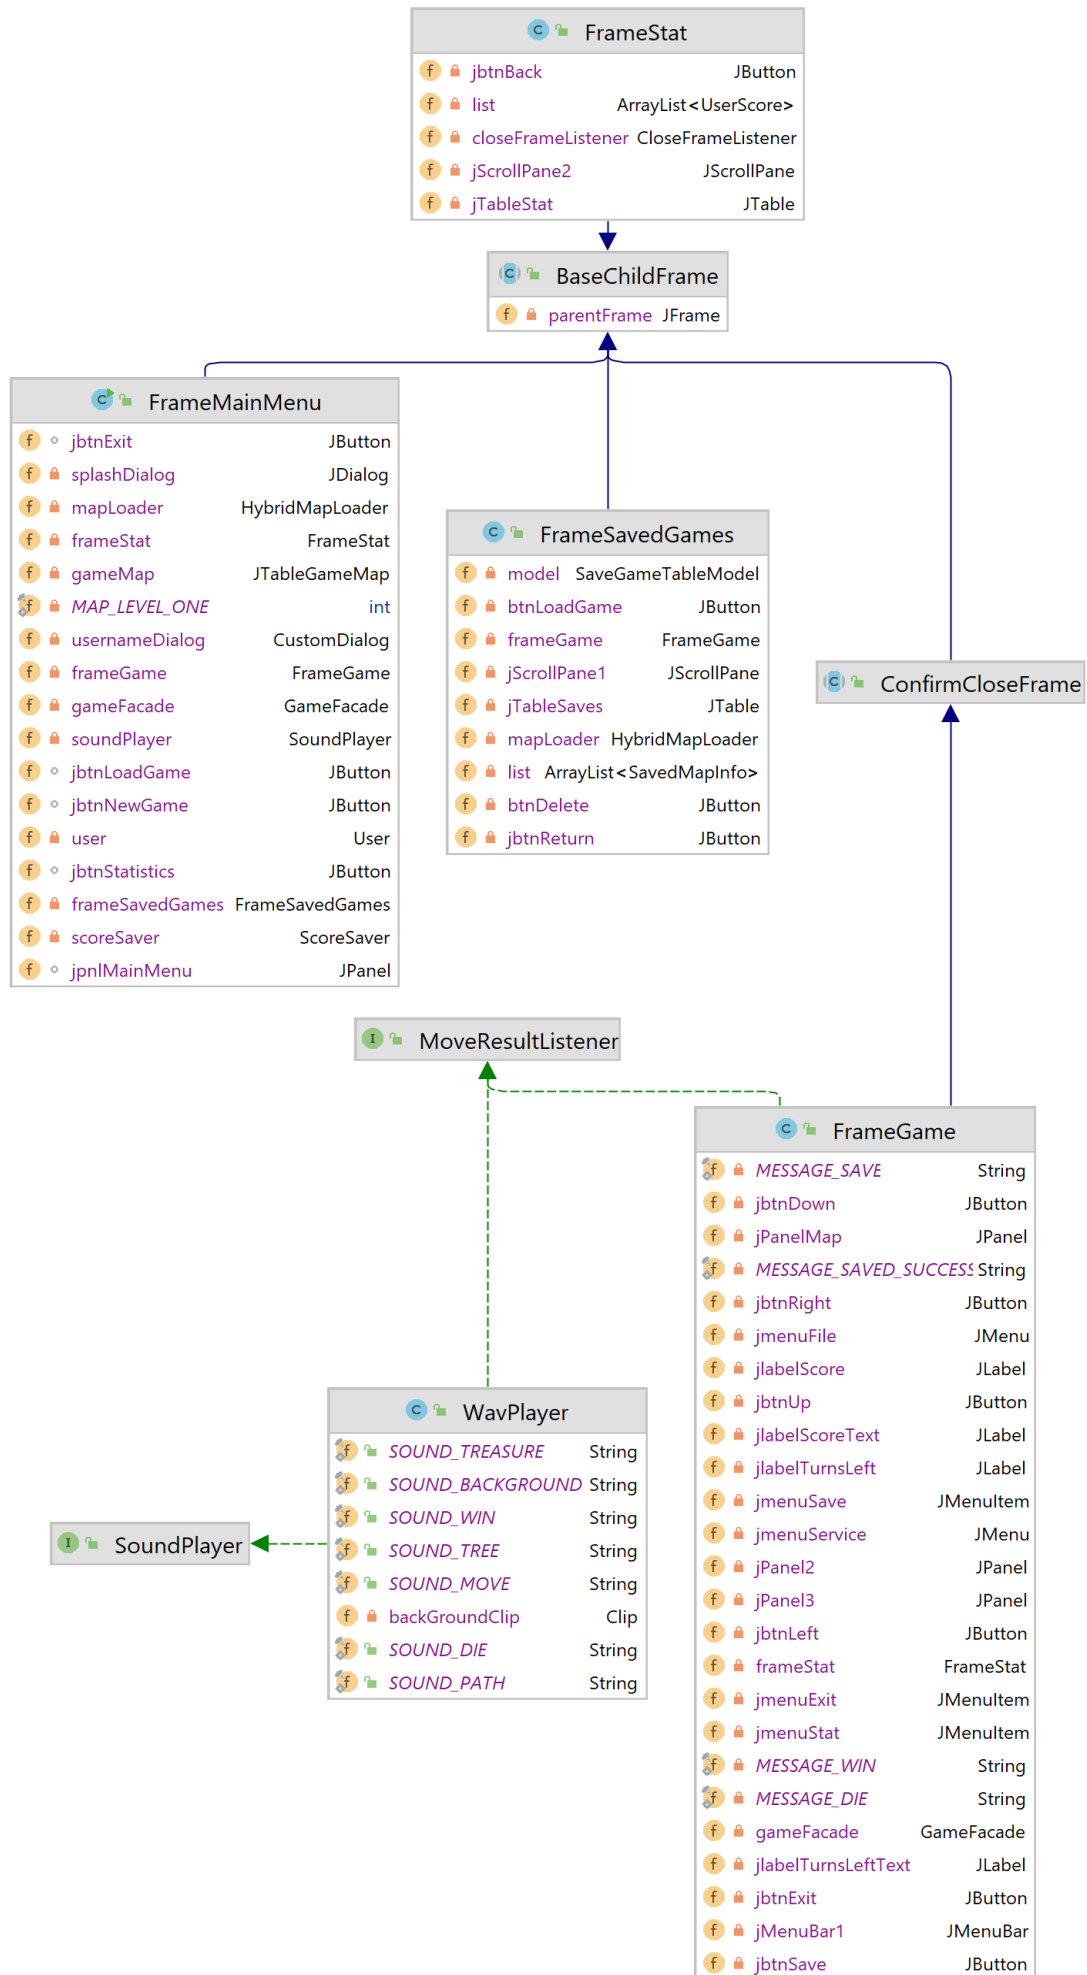 FrameStat
jbtnBack JButton
list ArrayList<UserScore>
closeFrameListener CloseFrameListener
jScrollPane2 JScrollPane
jTableStat JTable
BaseChildFrame
parentFrame JFrame
FrameMainMenu
jbtnExit JButton
splashDialog JDialog
mapLoader HybridMapLoader
frameStat FrameStat
gameMap JTableGameMap
MAP_LEVEL_ONE int
usernameDialog CustomDialog
frameGame FrameGame
gameFacade GameFacade
soundPlayer SoundPlayer
jbtnLoadGame JButton
jbtnNewGame JButton
user User
jbtnStatistics JButton
frameSavedGames FrameSavedGames
scoreSaver ScoreSaver
jpnlMainMenu JPanel
FrameSavedGames
model SaveGameTableModel
btnLoadGame JButton
frameGame FrameGame
jScrollPane1 JScrollPane
jTableSaves JTable
mapLoader HybridMapLoader
list ArrayList<SavedMapInfo>
btnDelete JButton
jbtnReturn JButton
ConfirmCloseFrame
MoveResultListener
FrameGame
MESSAGE_SAVE String
jbtnDown JButton
jPanelMap JPanel
MESSAGE_SAVED_SUCCESS String
jbtnRight JButton
jmenuFile JMenu
jlabelScore JLabel
jbtnUp JButton
jlabelScoreText JLabel
jlabelTurnsLeft JLabel
jmenuSave JMenuItem
jmenuService JMenu
jPanel2 JPanel
jPanel3 JPanel
jbtnLeft JButton
frameStat FrameStat
jmenuExit JMenuItem
jmenuStat JMenuItem
MESSAGE_WIN String
MESSAGE_DIE String
gameFacade GameFacade
jlabelTurnsLeftText JLabel
jbtnExit JButton
jMenuBar1 JMenuBar
jbtnSave JButton
WavPlayer
SOUND_TREASURE String
SOUND_BACKGROUND String
SOUND_WIN String
SOUND_TREE String
SOUND_MOVE String
backGroundClip Clip
SOUND_DIE String
SOUND_PATH String
SoundPlayer